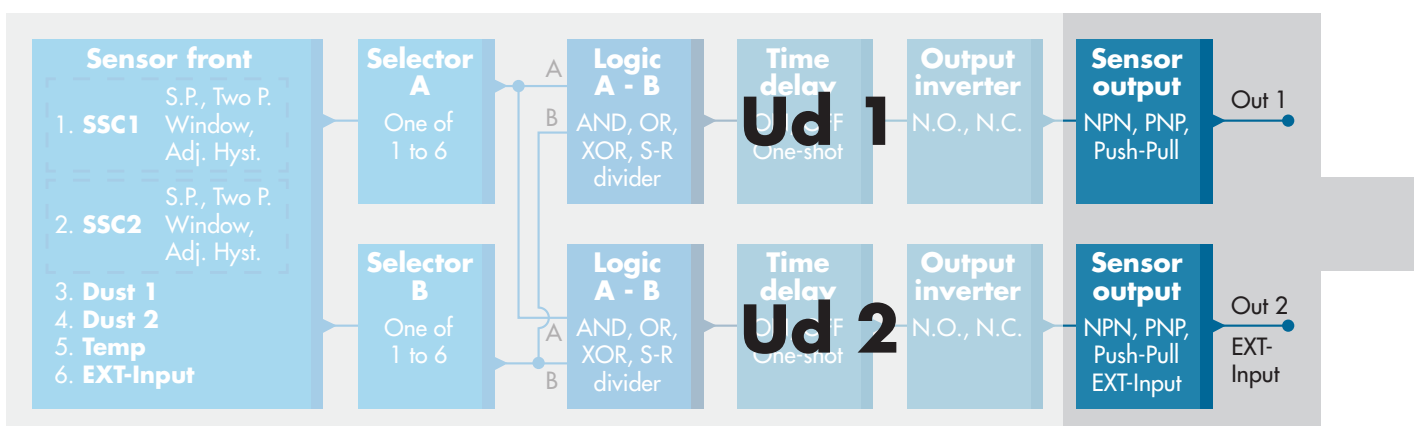 Sensor front
1. SSC1
S.P., Two P.
Window,
Adj. Hyst.
2. SSC2
S.P., Two P.
Window,
Adj. Hyst.
3. Dust 1
4. Dust 2
5. Temp
6. EXT-Input
Selector
A
One of
1 to 6
Selector
B
One of
1 to 6
A
B
Logic
A - B
AND, OR,
XOR, S-R
divider
A
B
Logic
A - B
AND, OR,
XOR, S-R
divider
Time
delay
One-shot
Ud 1
Time
delay
One-shot
Ud 2
Output
inverter
N.O., N.C.
Output
inverter
N.O., N.C.
Sensor
output
NPN, PNP,
Push-Pull
Out 1
Sensor
output
NPN, PNP,
Push-Pull
EXT-Input
Out 2
EXT-
Input